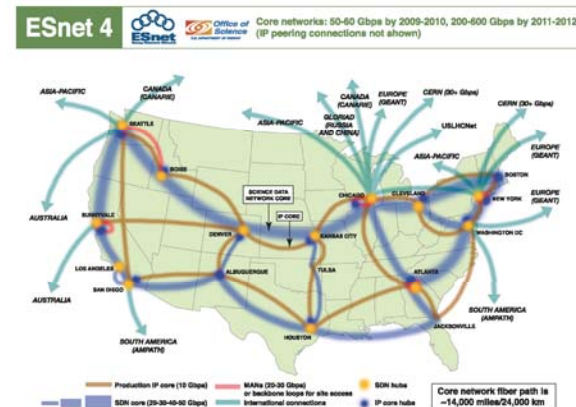 ESnet 4
ESnet
Office of
Science
U.S. DEPARTMENT OF ENERGY
Core networks: 50-60 Gbps by 2009-2010, 200-600 Gbps by 2011-2012
(IP peering connections not shown)
ASIA-PACIFIC
CANADA
(CANARIE)
ASIA-PACIFIC
GLORIAD
(RUSSIA
AND CHINA)
CANADA
(CANARIE)
EUROPE
(GEANT)
CERN (30+ Gbps)
USLHCNet
ASIA-PACIFIC
CERN (30+ Gbps)
EUROPE
(GEANT)
EUROPE
(GEANT)
SEATTLE
BOISE
SCIENCE DATA
NETWORK CORE
IP CORE
CHICAGO
CLEVELAND
BOSTON
NEW YORK
WASHINGTON DC
AUSTRALIA
SUNNYVALE
DENVER
KANSAS CITY
LOS ANGELES
SAN DIEGO
ALBUQUERQUE
TULSA
ATLANTA
AUSTRALIA
SOUTH AMERICA
(AMPATH)
HOUSTON
JACKSONVILLE
SOUTH AMERICA
(AMPATH)
Production IP core (10 Gbps)
SDN core (20-30-40-50 Gbps)
MANs (20-30 Gbps)
or backbone loops for site access
International connections
SDN hubs
IP core hubs
Core network fiber path is
~14,000 miles/24,000 km